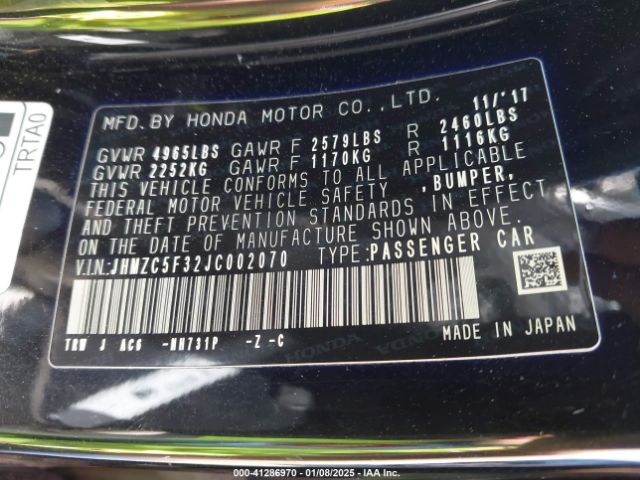 MFD. BY HONDA MOTOR CO.,LTD. 11/'17
GVWR 4965LBS GAWR F 2579LBS R 2460LBS
GVWR 2252KG GAWR F 1170KG R 1116KG
THIS VEHICLE CONFORMS TO ALL APPLICABLE
FEDERAL MOTOR VEHICLE SAFETY ,BUMPER,
AND THEFT PREVENTION STANDARDS IN EFFECT
ON THE DATE OF MANUFACTURE SHOWN ABOVE.
V.I.N:JHMZC5F32JC002070 TYPE:PASSENGER CAR
TRW J AC6 -NH731P -Z -C
MADE IN JAPAN
TRTA0
HONDA HONDA
000-41286970 - 01/08/2025 - IAA Inc.